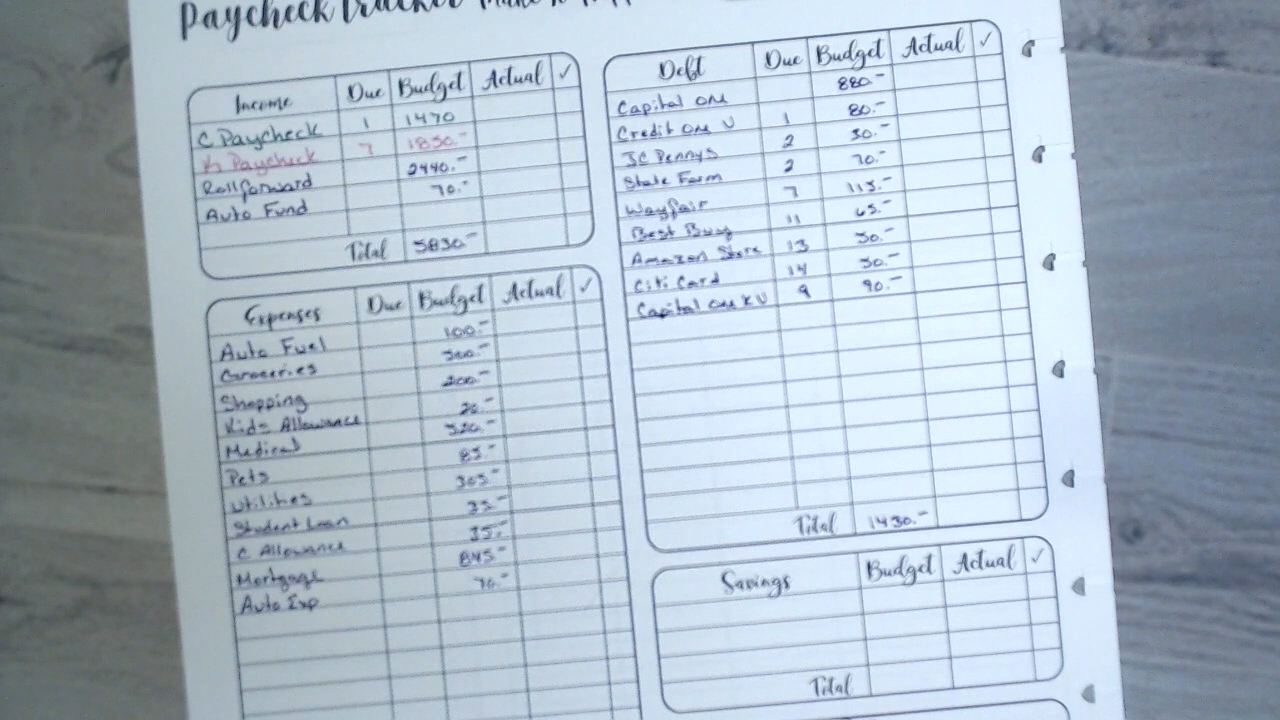 Paycheck Tracker
Income Due Budget Actual ✓
C Paycheck 1 1470
K Paycheck 7 1850.-
Rollforward 2440.-
Auto Fund 70.-
Total 5830.-
Expenses Due Budget Actual ✓
Auto Fuel 100.-
Groceries 300.-
Shopping 200.-
Kids Allowance 20.-
Medical 320.-
Pets 85.-
Utilities 305.-
Student Loan 35.-
C Allowance 35.-
Mortgage 845.-
Auto Exp 70.-
Debt Due Budget Actual ✓
Capital One 880.-
Credit One V 1 80.-
JC Pennys 2 30.-
State Farm 2 70.-
Wayfair 7 115.-
Best Buy 11 65.-
Amazon Store 13 50.-
Citi Card 14 50.-
Capital One K V 9 90.-
Total 1430.-
Savings Budget Actual ✓
Total